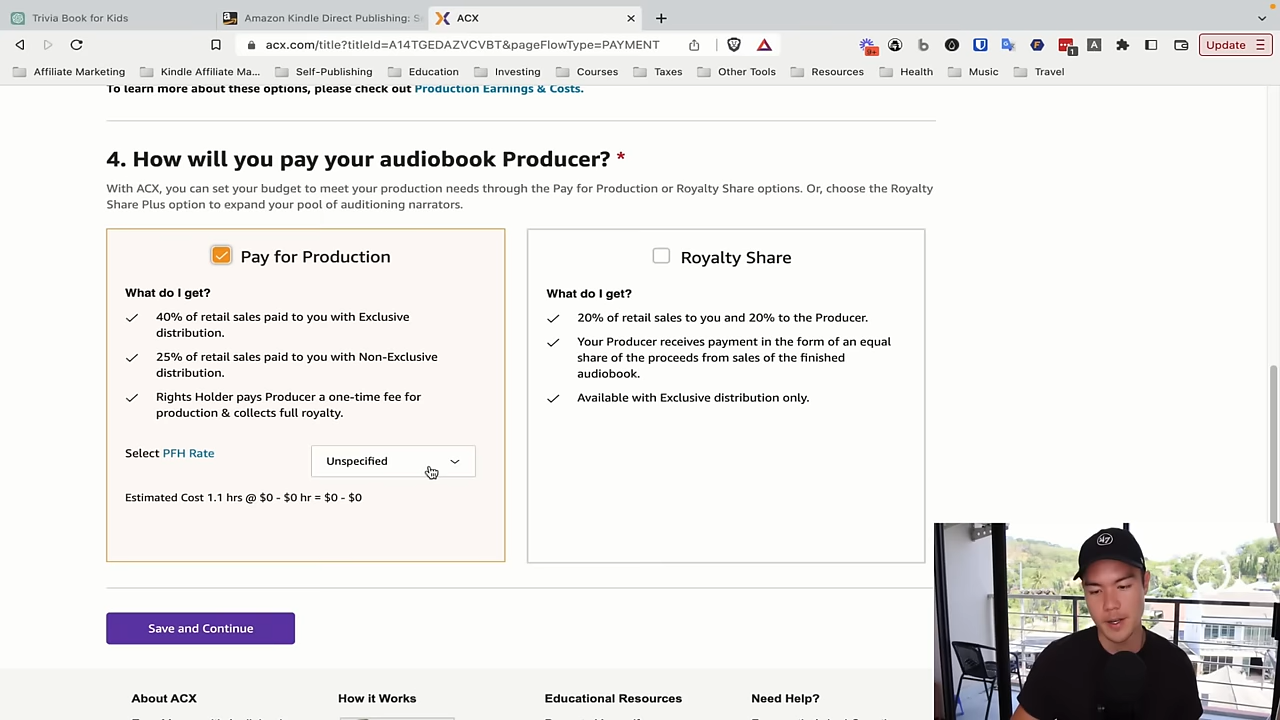 Trivia Book for Kids
Amazon Kindle Direct Publishing: Se
ACX
acx.com/title?titleId=A14TGEDAZVCVBT&pageFlowType=PAYMENT
9+
1
Update
Affiliate Marketing
Kindle Affiliate Ma...
Self-Publishing
Education
Investing
Courses
Taxes
Other Tools
Resources
Health
Music
Travel
To learn more about these options, please check out Production Earnings & Costs.
4. How will you pay your audiobook Producer? *
With ACX, you can set your budget to meet your production needs through the Pay for Production or Royalty Share options. Or, choose the Royalty
Share Plus option to expand your pool of auditioning narrators.
Pay for Production
What do I get?
40% of retail sales paid to you with Exclusive
distribution.
25% of retail sales paid to you with Non-Exclusive
distribution.
Rights Holder pays Producer a one-time fee for
production & collects full royalty.
Select PFH Rate
Unspecified
Estimated Cost 1.1 hrs @ $0 - $0 hr = $0 - $0
Royalty Share
What do I get?
20% of retail sales to you and 20% to the Producer.
Your Producer receives payment in the form of an equal
share of the proceeds from sales of the finished
audiobook.
Available with Exclusive distribution only.
Save and Continue
About ACX
How it Works
Educational Resources
Need Help?
47